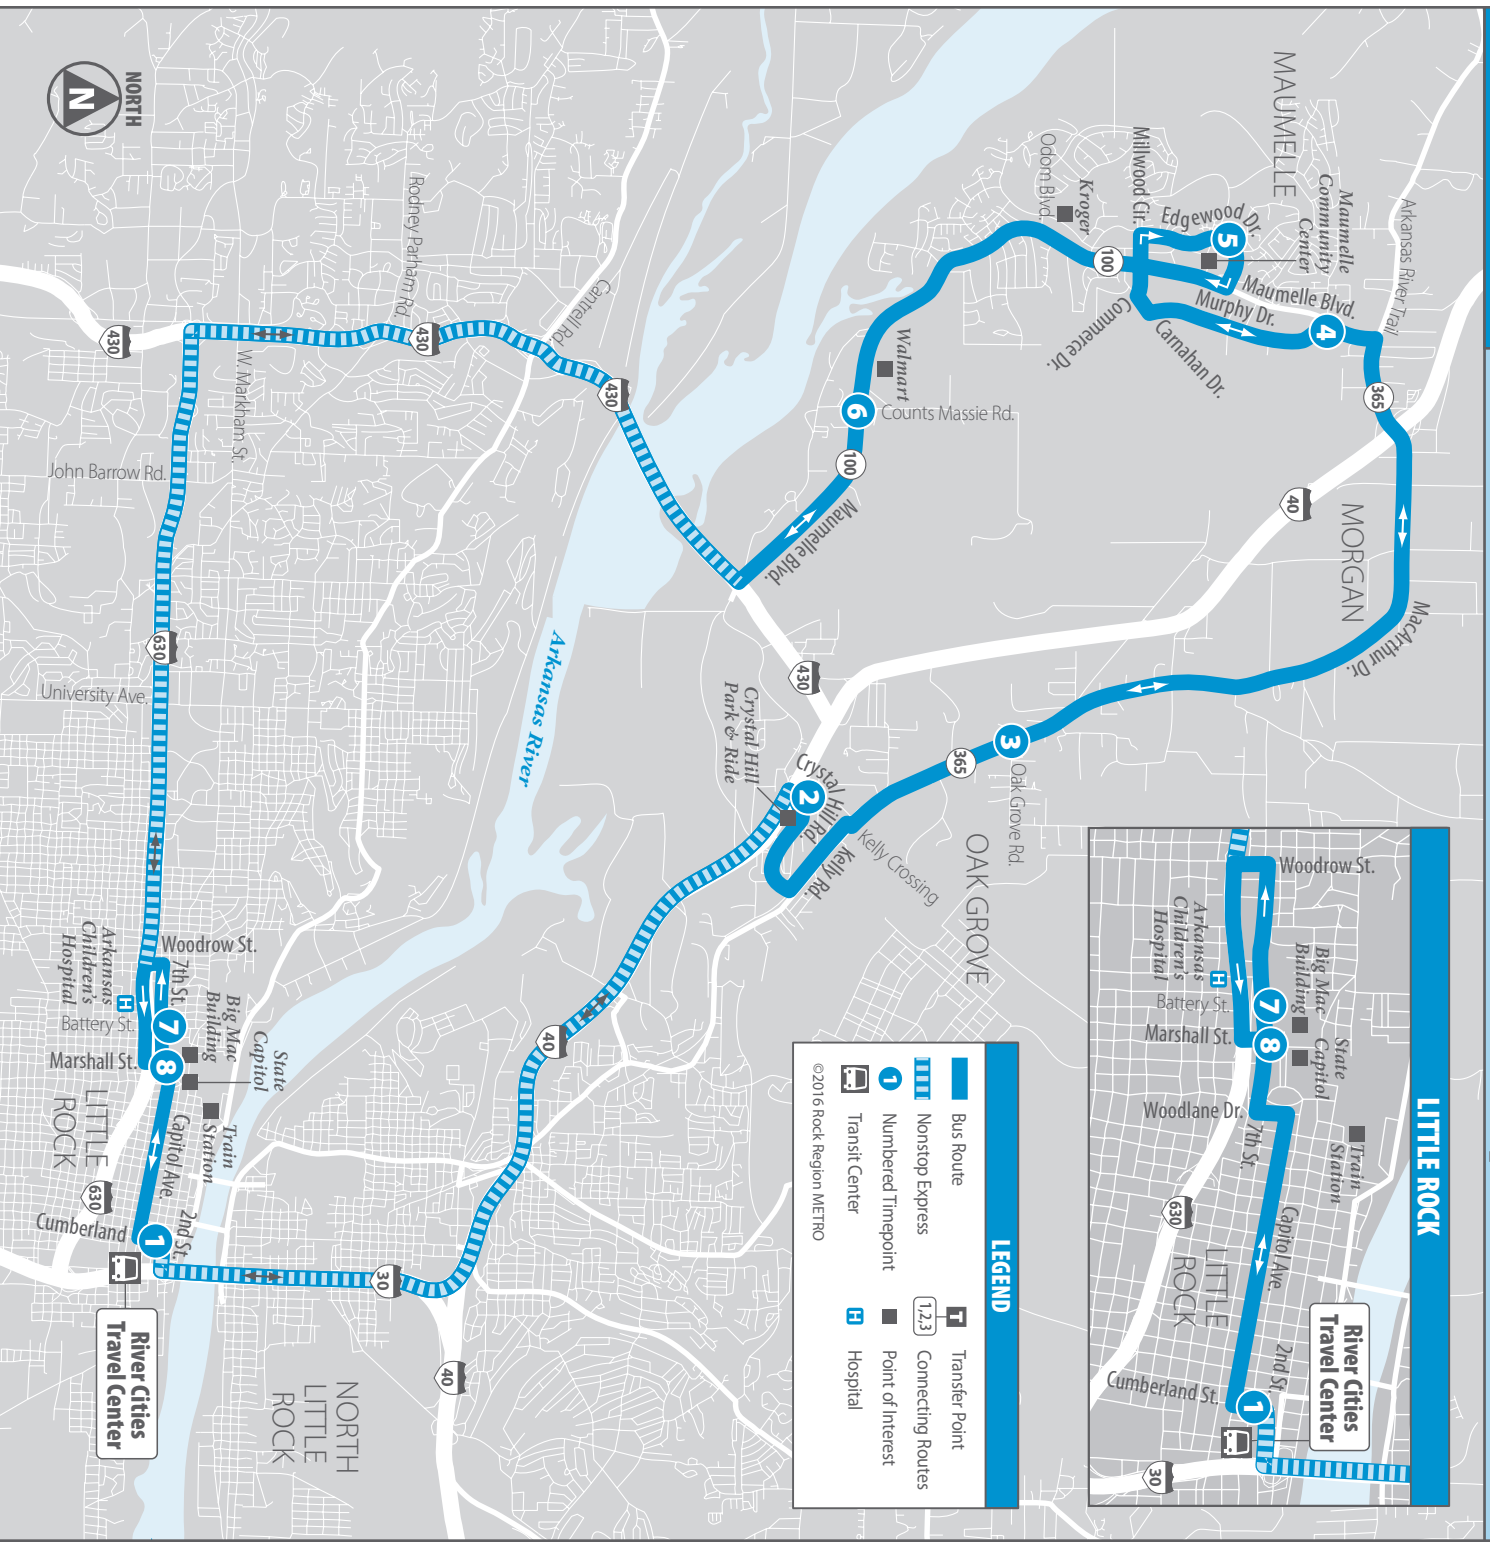 NORTH
N
MAUMELLE
Maumelle
Community
Center
Arkansas River Trail
Edgewood Dr.
5
Millwood Cir.
Kroger
Odom Blvd.
100
Maumelle Blvd.
Murphy Dr.
4
Carnahan Dr.
Commerce Dr.
365
Walmart
6
Counts Massie Rd.
100
Maumelle Blvd.
40
MORGAN
MacArthur Dr.
Rodney Parham Rd.
Cantrell Rd.
430
430
430
W. Markham St.
John Barrow Rd.
630
University Ave.
Arkansas River
430
Crystal Hill
Park & Ride
Crystal Hill Rd.
2
Kelly Rd.
Kelly Crossing
365
3
Oak Grove Rd.
OAK GROVE
40
Woodrow St.
7th St.
Arkansas
Children's
Hospital
H
Battery St.
7
Big Mac
Building
State
Capitol
Marshall St.
8
LITTLE
ROCK
Capitol Ave.
Train
Station
630
Cumberland
2nd St.
1
River Cities
Travel Center
30
40
NORTH
LITTLE
ROCK
LEGEND
Bus Route
Nonstop Express
1
Numbered Timepoint
Transit Center
T
Transfer Point
1,2,3
Connecting Routes
Point of Interest
H
Hospital
©2016 Rock Region METRO
LITTLE ROCK
Woodrow St.
Arkansas
Children's
Hospital
H
Battery St.
7
Big Mac
Building
State
Capitol
Marshall St.
8
Woodlane Dr.
7th St.
Train
Station
630
LITTLE
ROCK
Capitol Ave.
Cumberland St.
2nd St.
1
River Cities
Travel Center
30